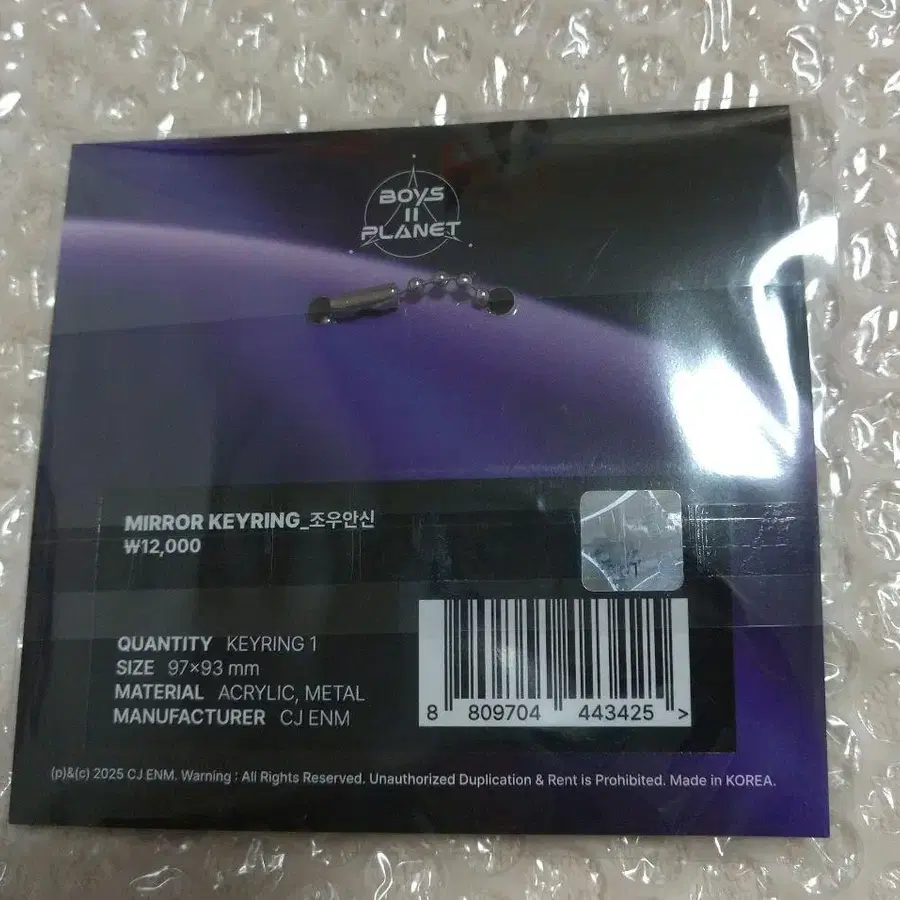 BOYS
II
PLANET
MIRROR KEYRING_조우안신
₩12,000
QUANTITY KEYRING 1
SIZE 97×93 mm
MATERIAL ACRYLIC, METAL
MANUFACTURER CJ ENM
8 809704 443425 >
(p)&(c) 2025 CJ ENM. Warning : All Rights Reserved. Unauthorized Duplication & Rent is Prohibited. Made in KOREA.